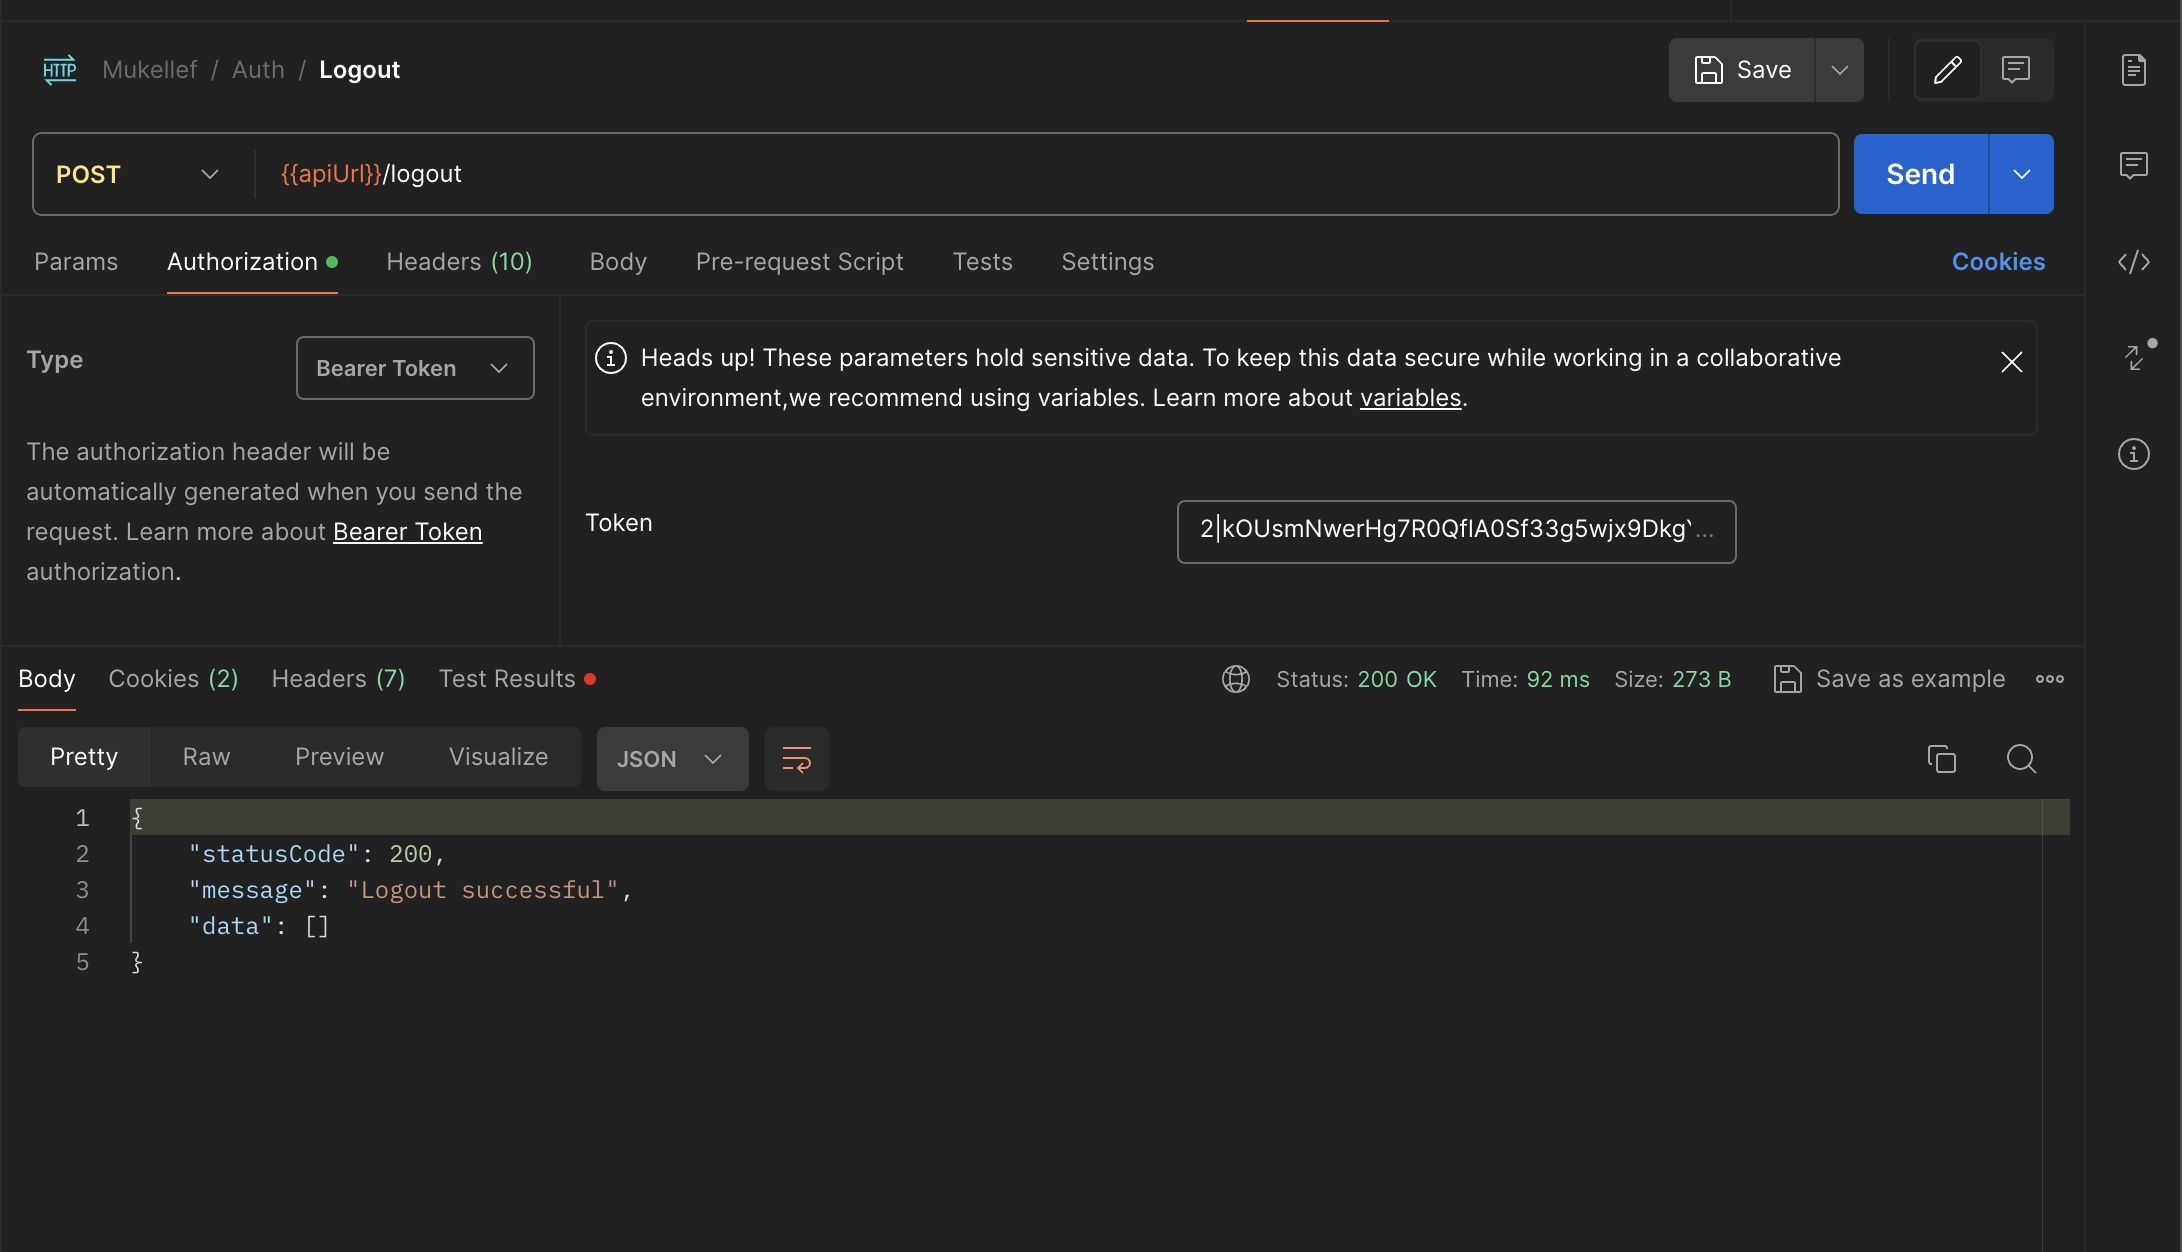 HTTP Mukellef / Auth / Logout
Save
POST
{{apiUrl}}/logout
Send
Params Authorization Headers (10) Body Pre-request Script Tests Settings Cookies
Type
Bearer Token
The authorization header will be
automatically generated when you send the
request. Learn more about Bearer Token
authorization.
Heads up! These parameters hold sensitive data. To keep this data secure while working in a collaborative
environment,we recommend using variables. Learn more about variables.
Token
2|kOUsmNwerHg7R0QflA0Sf33g5wjx9DkgY...
Body Cookies (2) Headers (7) Test Results
Status: 200 OK Time: 92 ms Size: 273 B Save as example
Pretty Raw Preview Visualize JSON
1 {
2 "statusCode": 200,
3 "message": "Logout successful",
4 "data": []
5 }